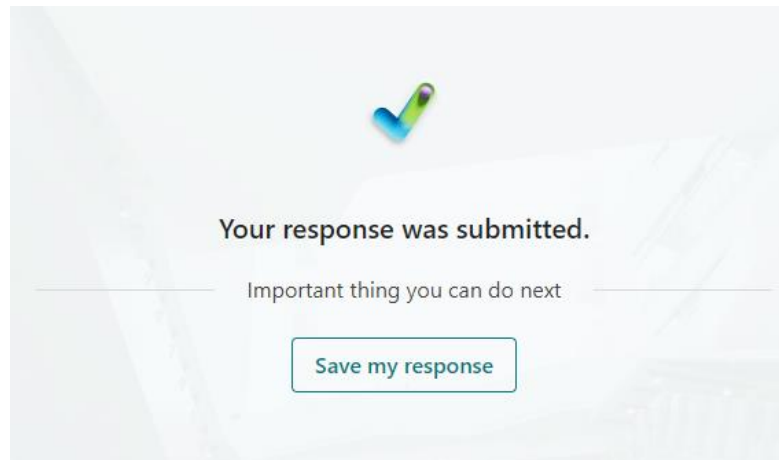 Your response was submitted.
Important thing you can do next
Save my response